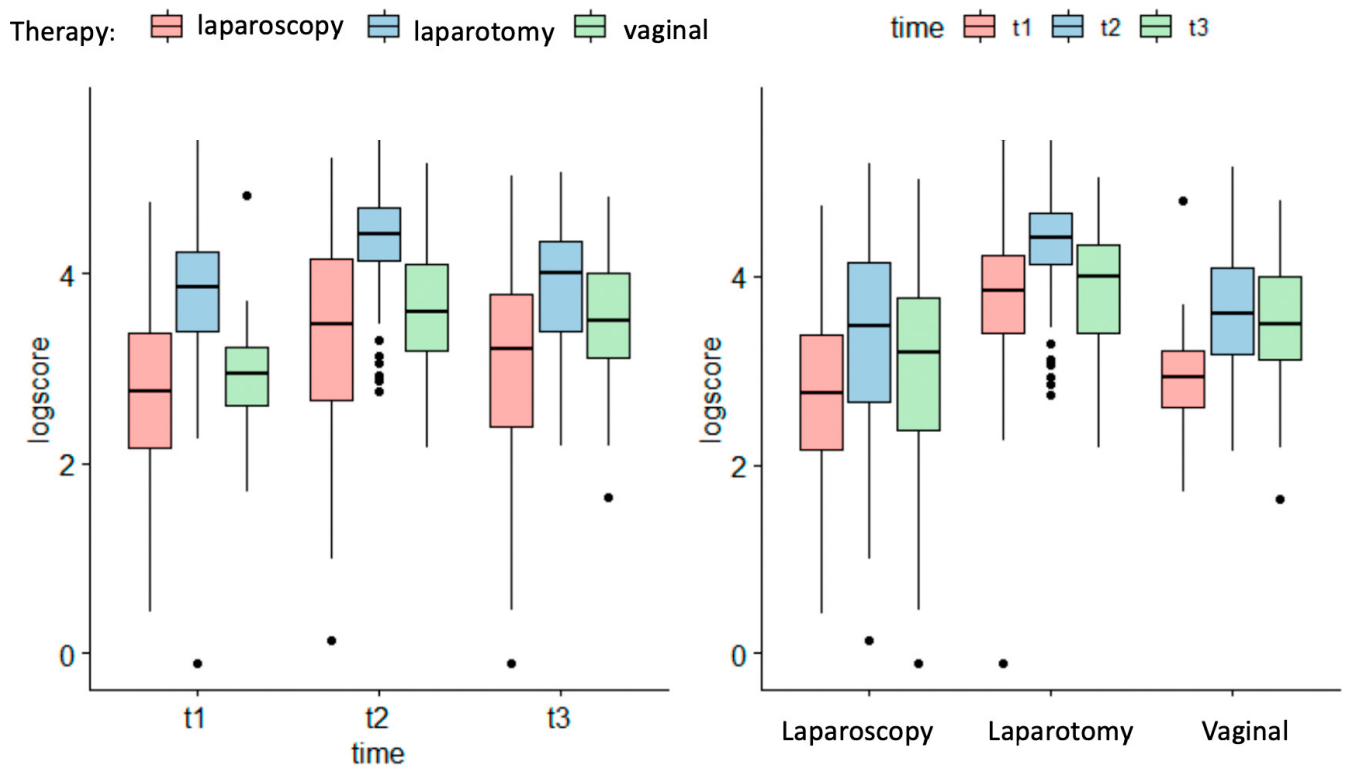 Therapy: laparoscopy laparotomy vaginal
time t1 t2 t3
logscore
4
2
0
t1 t2 t3
time
logscore
4
2
0
Laparoscopy Laparotomy Vaginal